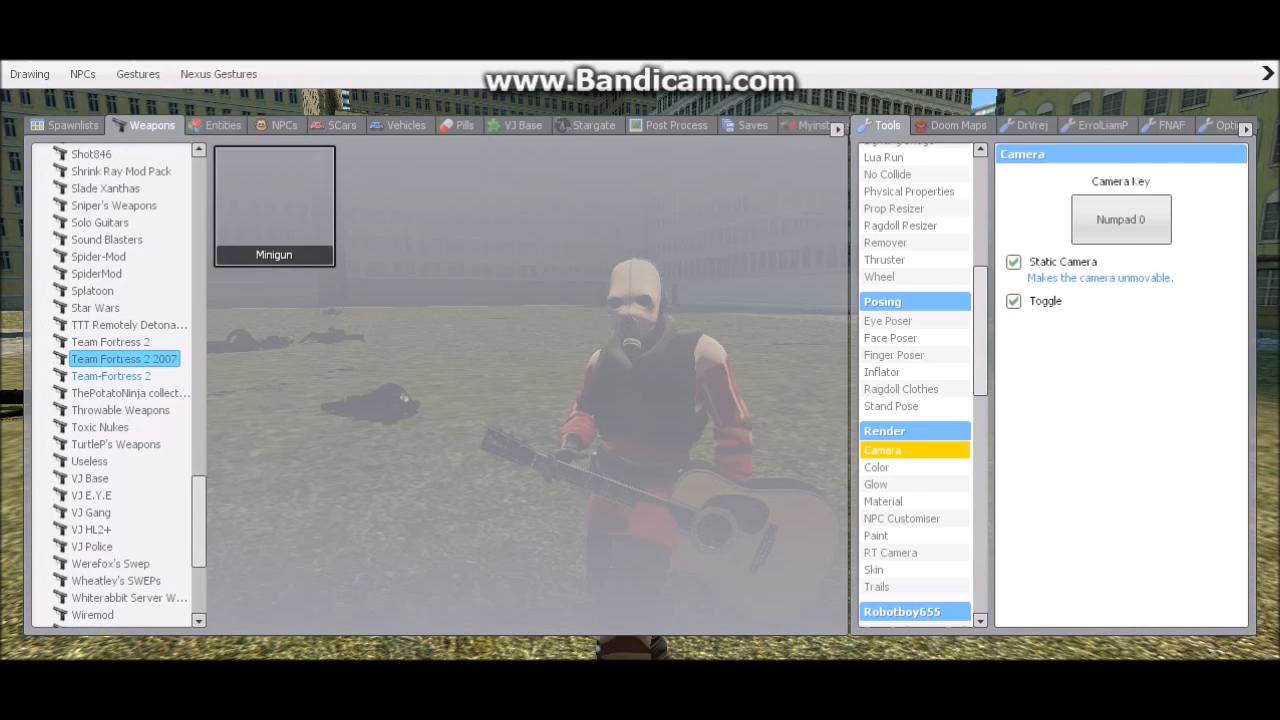 www.Bandicam.com
Drawing NPCs Gestures Nexus Gestures
Spawnlists Weapons Entities NPCs SCars Vehicles Pills VJ Base Stargate Post Process Saves
Shot846
Shrink Ray Mod Pack
Slade Xanthas
Sniper's Weapons
Solo Guitars
Sound Blasters
Spider-Mod
SpiderMod
Splatoon
Star Wars
TTT Remotely Detona...
Team Fortress 2
Team Fortress 2 2007
Team-Fortress 2
ThePotatoNinja collect...
Throwable Weapons
Toxic Nukes
TurtleP's Weapons
Useless
VJ Base
VJ E.Y.E
VJ Gang
VJ HL2+
VJ Police
Werefox's Swep
Wheatley's SWEPs
Whiterabbit Server W...
Wiremod
Minigun
Tools Doom Maps DrVrej ErrolLiamP FNAF
Lua Run
No Collide
Physical Properties
Prop Resizer
Ragdoll Resizer
Remover
Thruster
Wheel
Posing
Eye Poser
Face Poser
Finger Poser
Inflator
Ragdoll Clothes
Stand Pose
Render
Camera
Color
Glow
Material
NPC Customiser
Paint
RT Camera
Skin
Trails
Robotboy655
Camera
Camera Key
Numpad 0
Static Camera
Makes the camera unmovable.
Toggle